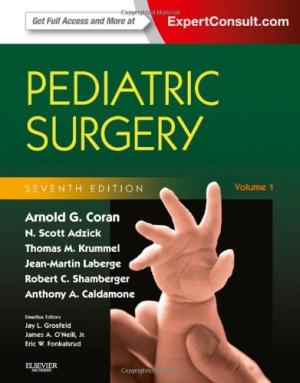 Get Full Access and More at
ExpertConsult.com
PEDIATRIC
SURGERY
SEVENTH EDITION
Volume 1
Arnold G. Coran
N. Scott Adzick
Thomas M. Krummel
Jean-Martin Laberge
Robert C. Shamberger
Anthony A. Caldamone
Emeritus Editors
Jay L. Grosfeld
James A. O'Neill, Jr.
Eric W. Fonkalsrud
ELSEVIER
SAUNDERS